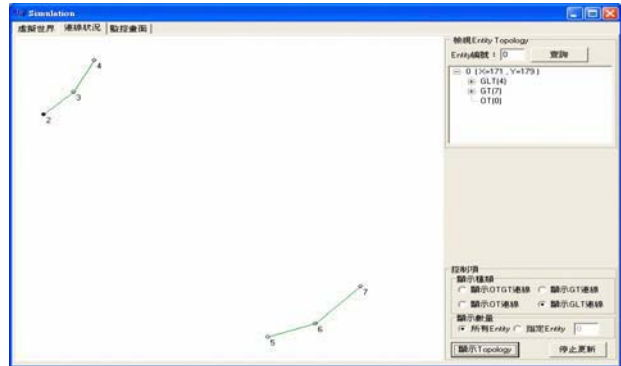 Simulation
虛擬世界 連線狀況 監控畫面
4
3
2
7
6
5
檢視Entity Topology
Entity編號： 0 查詢
0 (X=171 , Y=179)
GLT(4)
GT(7)
OT(0)
控制項
顯示種類
顯示OTGT連線 顯示GT連線
顯示OT連線 顯示GLT連線
顯示數量
所有Entity 指定Entity 0
顯示Topology 停止更新